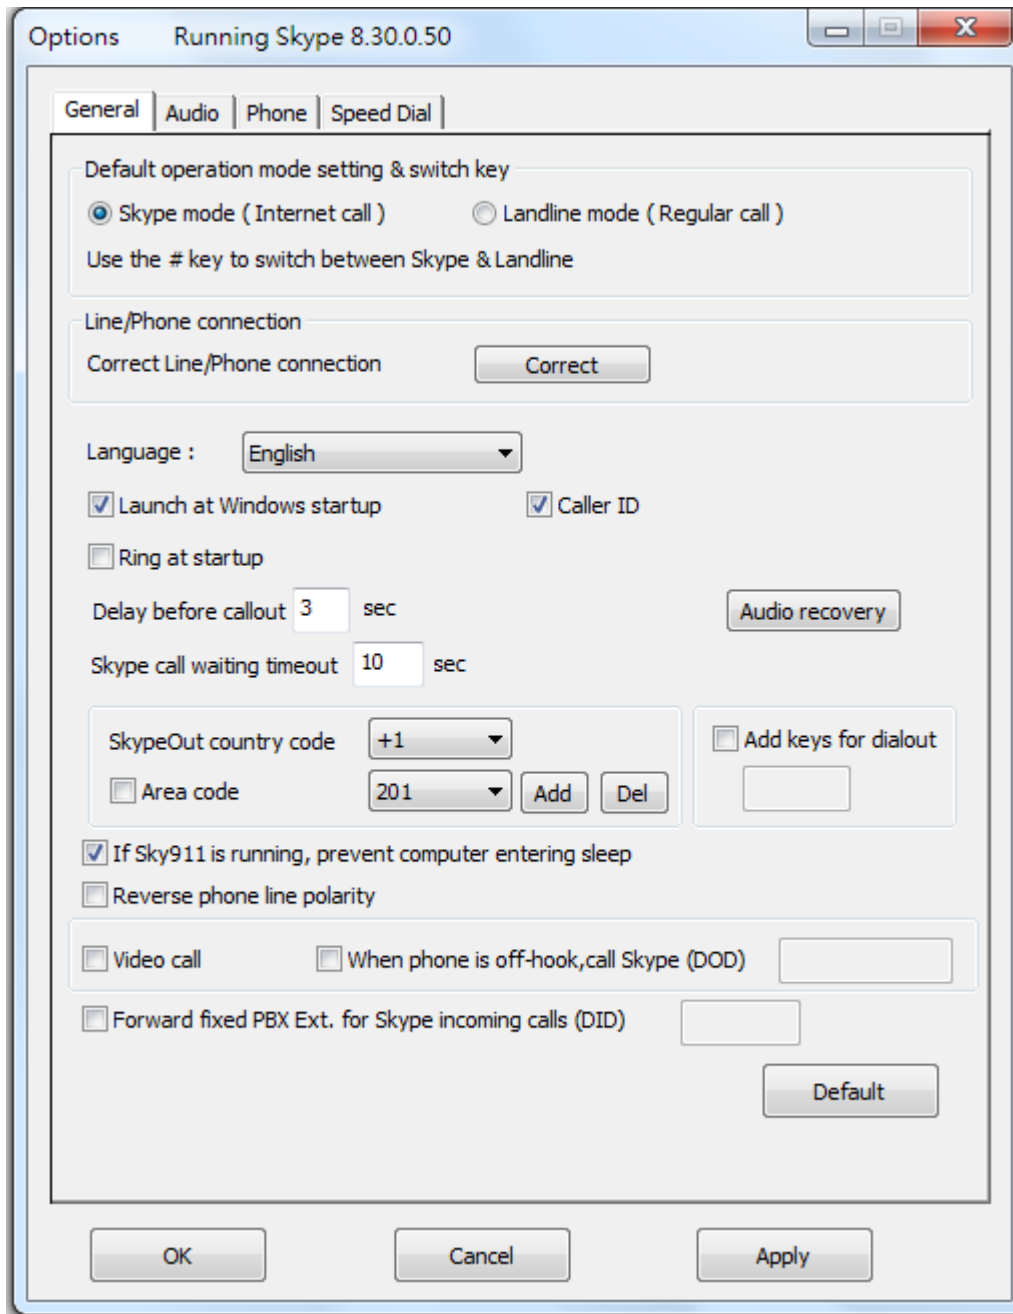 Options Running Skype 8.30.0.50
General Audio Phone Speed Dial
Default operation mode setting & switch key
Skype mode ( Internet call ) Landline mode ( Regular call )
Use the # key to switch between Skype & Landline
Line/Phone connection
Correct Line/Phone connection Correct
Language : English
Launch at Windows startup Caller ID
Ring at startup
Delay before callout 3 sec Audio recovery
Skype call waiting timeout 10 sec
SkypeOut country code +1 Add keys for dialout
Area code 201 Add Del
If Sky911 is running, prevent computer entering sleep
Reverse phone line polarity
Video call When phone is off-hook,call Skype (DOD)
Forward fixed PBX Ext. for Skype incoming calls (DID)
Default
OK Cancel Apply